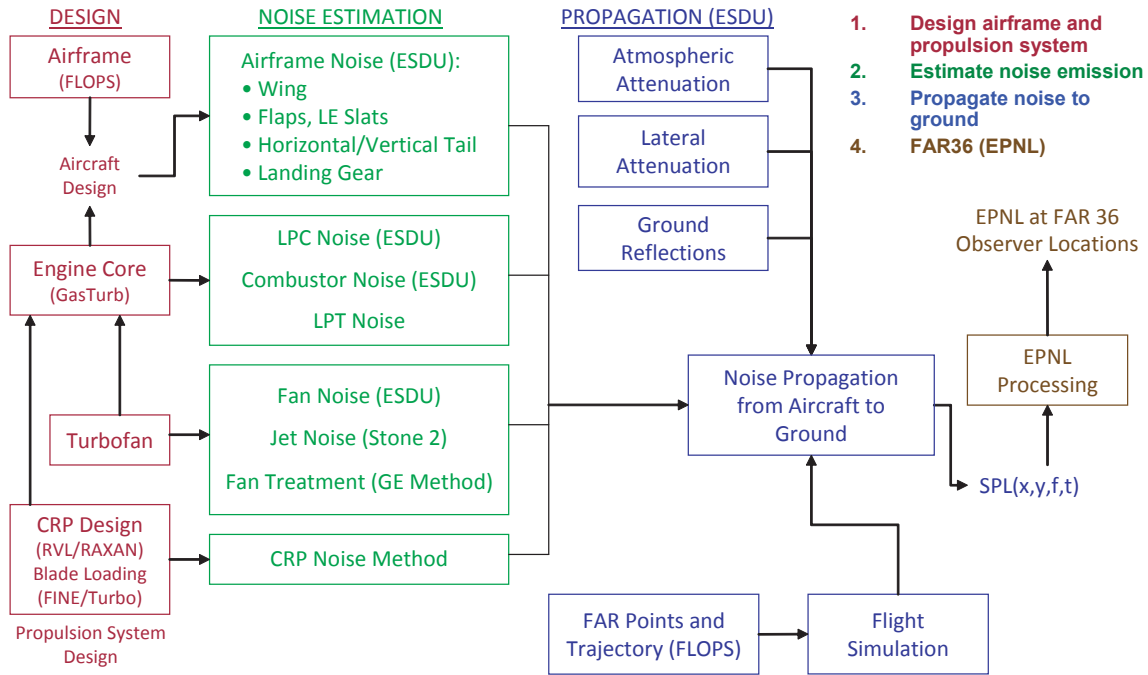 DESIGN
Airframe
(FLOPS)
Aircraft
Design
Engine Core
(GasTurb)
Turbofan
CRP Design
(RVL/RAXAN)
Blade Loading
(FINE/Turbo)
Propulsion System
Design
NOISE ESTIMATION
Airframe Noise (ESDU):
• Wing
• Flaps, LE Slats
• Horizontal/Vertical Tail
• Landing Gear
LPC Noise (ESDU)
Combustor Noise (ESDU)
LPT Noise
Fan Noise (ESDU)
Jet Noise (Stone 2)
Fan Treatment (GE Method)
CRP Noise Method
PROPAGATION (ESDU)
Atmospheric
Attenuation
Lateral
Attenuation
Ground
Reflections
Noise Propagation
from Aircraft to
Ground
FAR Points and
Trajectory (FLOPS)
Flight
Simulation
1. Design airframe and
propulsion system
2. Estimate noise emission
3. Propagate noise to
ground
4. FAR36 (EPNL)
EPNL at FAR 36
Observer Locations
EPNL
Processing
SPL(x,y,f,t)